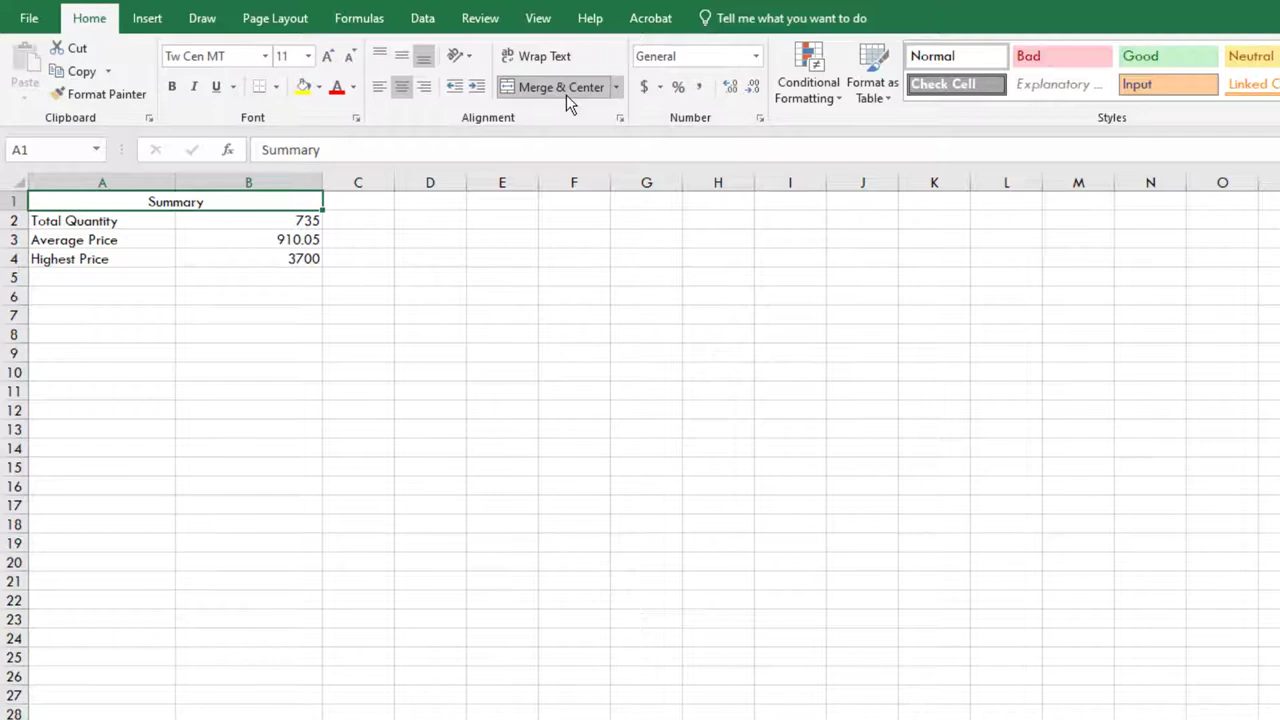 File Home Insert Draw Page Layout Formulas Data Review View Help Acrobat Tell me what you want to do
Paste
Cut
Copy
Format Painter
Clipboard
Tw Cen MT 11 A A
B I U A
Font
ab
Wrap Text
Merge & Center
Alignment
General
$ % , .00 .0
Number
Conditional Formatting
Format as Table
Normal Bad Good Neutral
Check Cell Explanatory ... Input Linked C
Styles
A1 fx Summary
A B C D E F G H I J K L M N O
1 Summary
2 Total Quantity 735
3 Average Price 910.05
4 Highest Price 3700
5
6
7
8
9
10
11
12
13
14
15
16
17
18
19
20
21
22
23
24
25
26
27
28